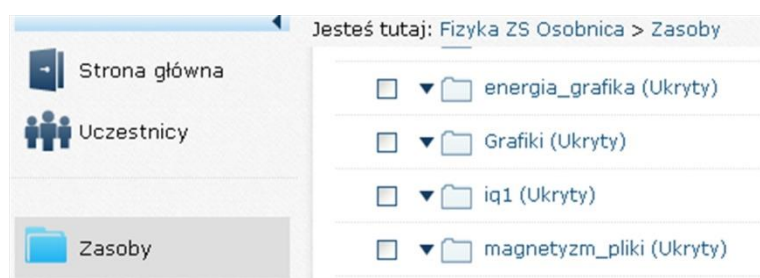 Jesteś tutaj: Fizyka ZS Osobnica > Zasoby
Strona główna
Uczestnicy
Zasoby
energia_grafika (Ukryty)
Grafiki (Ukryty)
iq1 (Ukryty)
magnetyzm_pliki (Ukryty)